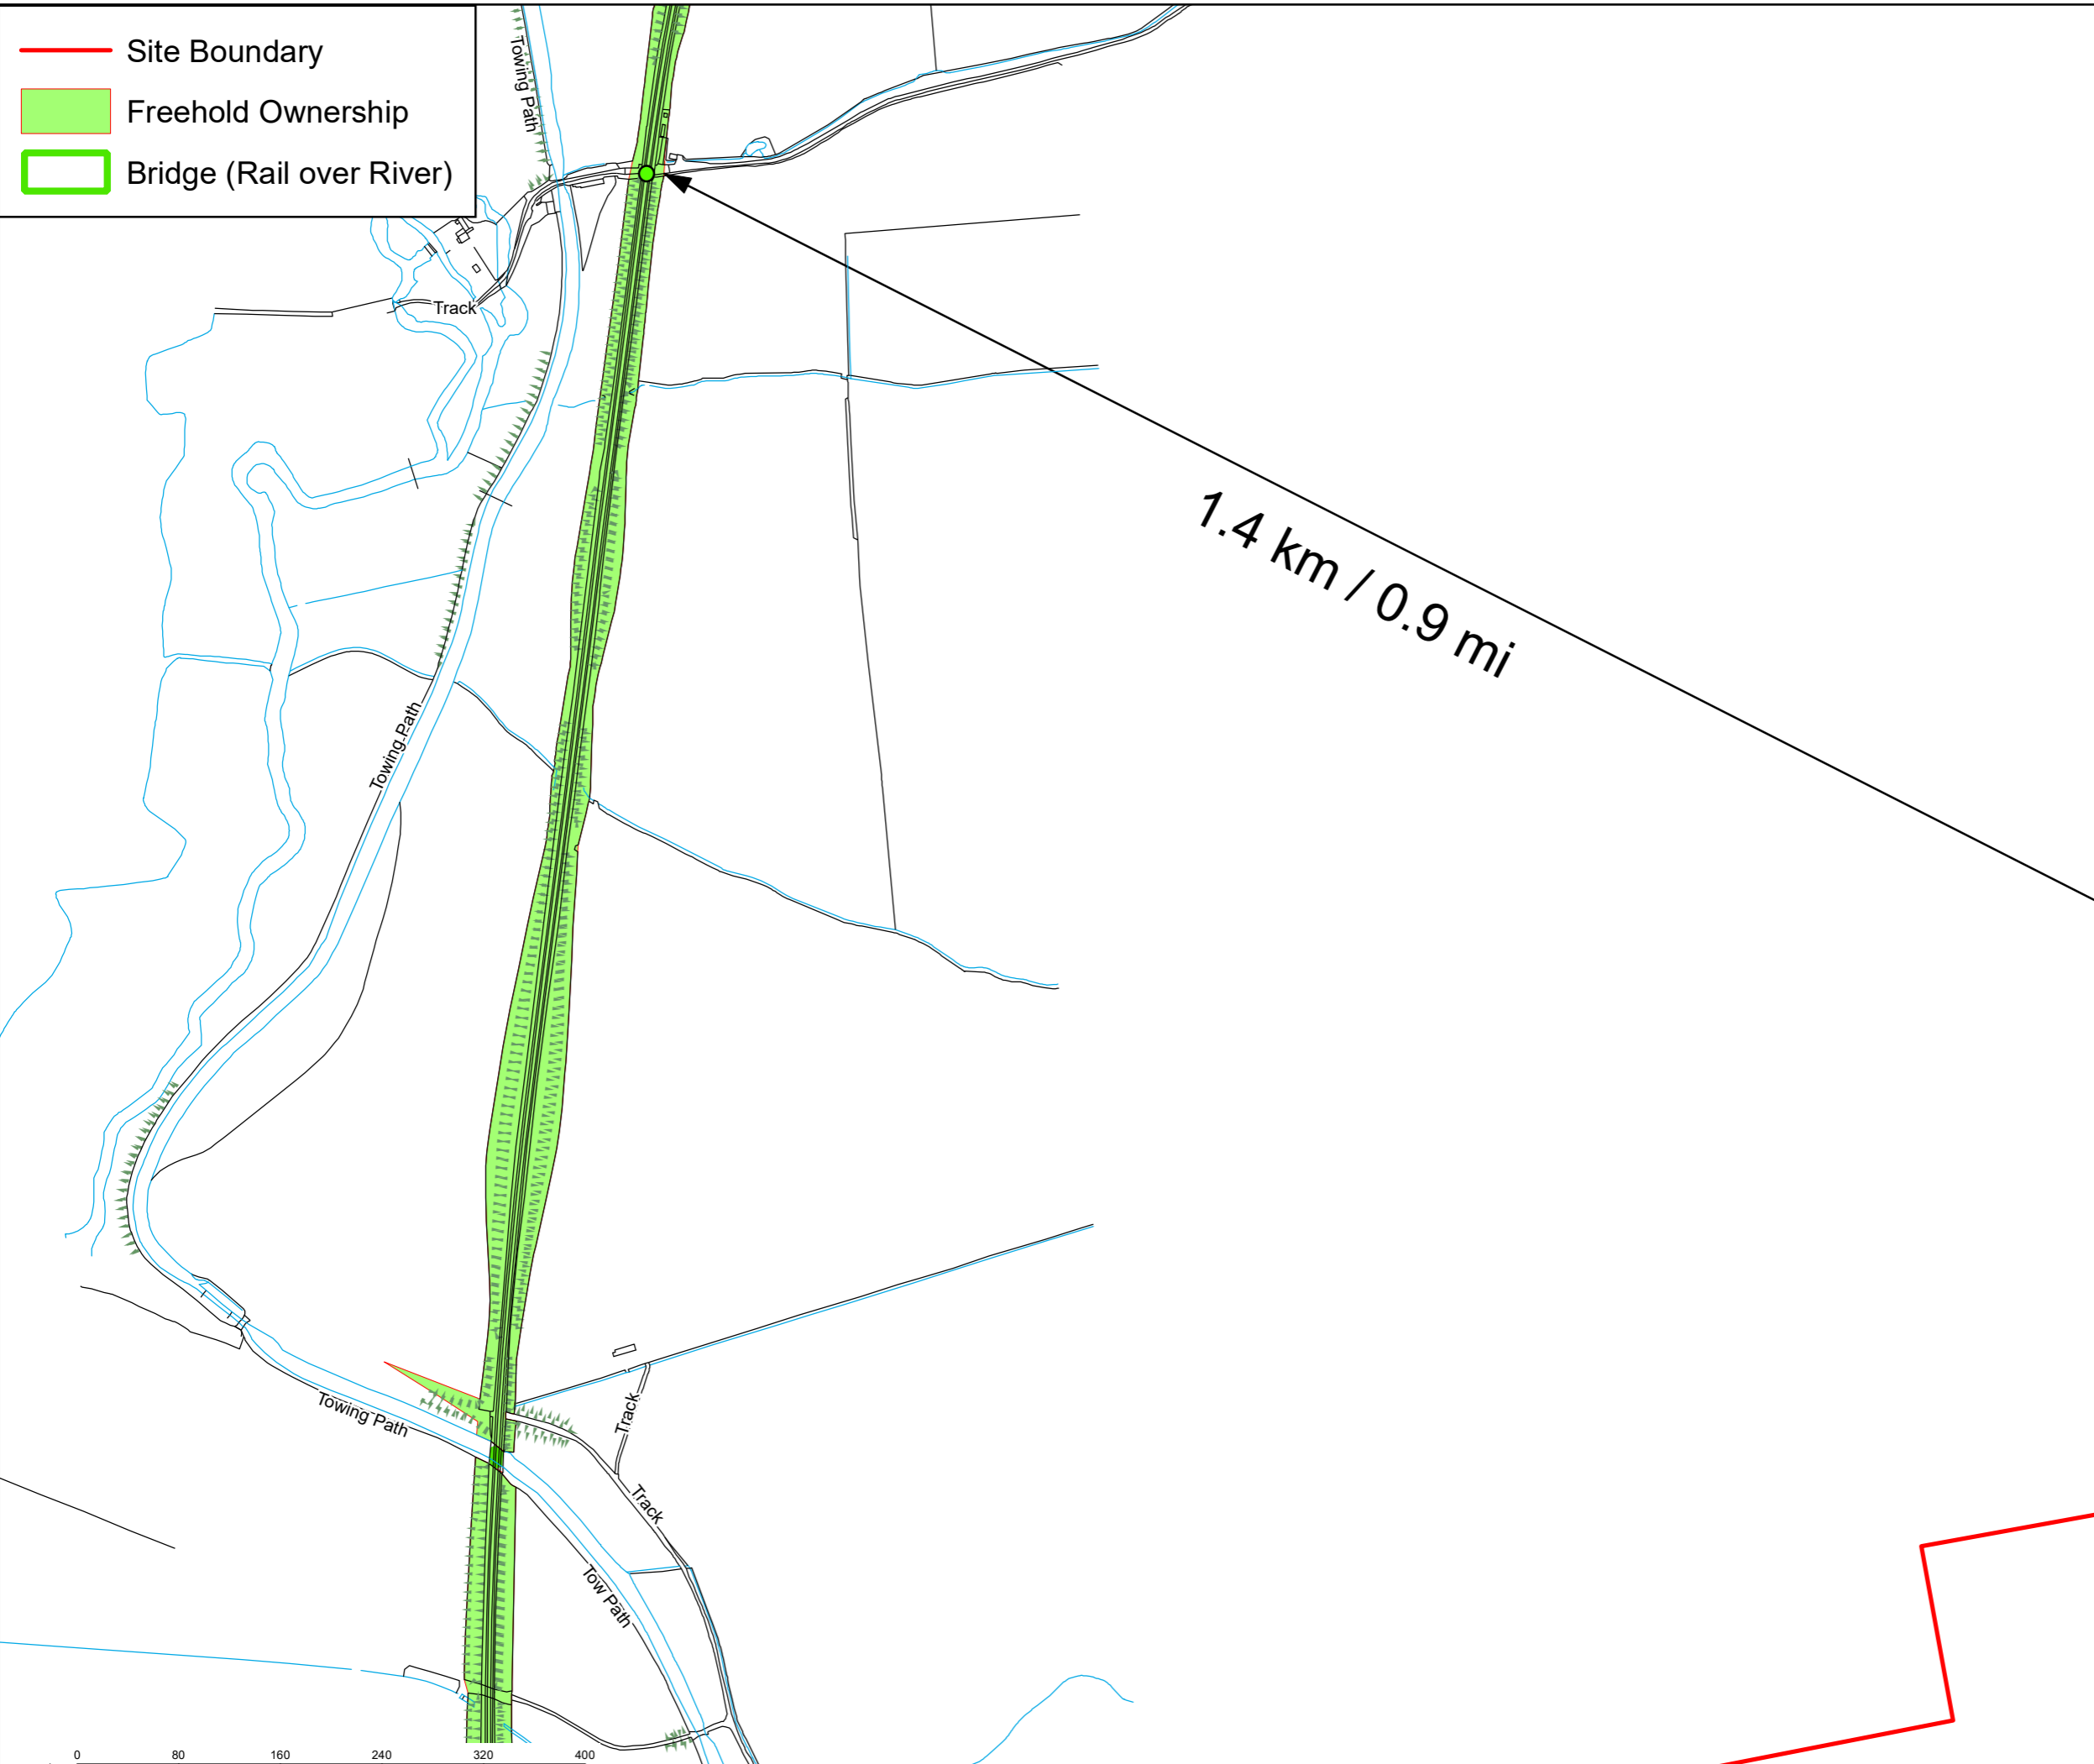 Site Boundary
Freehold Ownership
Bridge (Rail over River)
Towing Path
Track
1.4 km / 0.9 mi
Towing Path
Towing Path
Track
Track
Tow Path
0 80 160 240 320 400